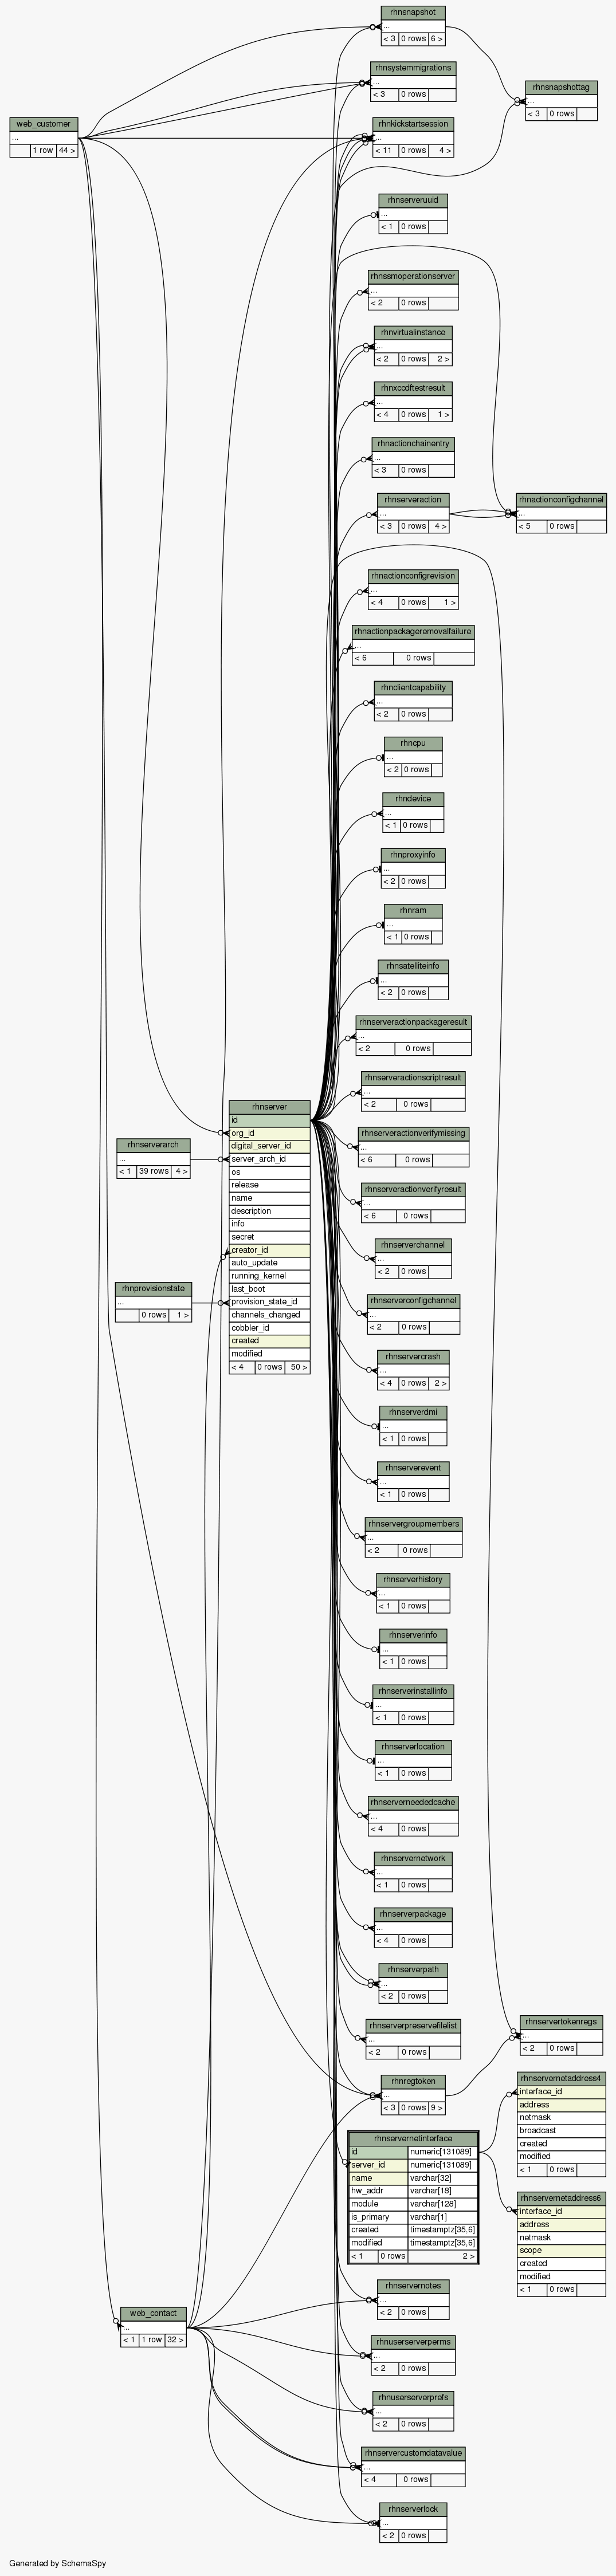 rhnsnapshot
...
< 3 0 rows 6 >
rhnsystemmigrations
...
< 3 0 rows
rhnsnapshottag
...
< 3 0 rows
web_customer
...
1 row 44 >
rhnkickstartsession
...
< 11 0 rows 4 >
rhnserveruuid
...
< 1 0 rows
rhnssmoperationserver
...
< 2 0 rows
rhnvirtualinstance
...
< 2 0 rows 2 >
rhnxccdftestresult
...
< 4 0 rows 1 >
rhnactionchainentry
...
< 3 0 rows
rhnserveraction
...
< 3 0 rows 4 >
rhnactionconfigchannel
...
< 5 0 rows
rhnactionconfigrevision
...
< 4 0 rows 1 >
rhnactionpackageremovalfailure
...
< 6 0 rows
rhnclientcapability
...
< 2 0 rows
rhncpu
...
< 2 0 rows
rhndevice
...
< 1 0 rows
rhnproxyinfo
...
< 2 0 rows
rhnram
...
< 1 0 rows
rhnsatelliteinfo
...
< 2 0 rows
rhnserveractionpackageresult
...
< 2 0 rows
rhnserveractionscriptresult
...
< 2 0 rows
rhnserveractionverifymissing
...
< 6 0 rows
rhnserveractionverifyresult
...
< 6 0 rows
rhnserver
id
org_id
digital_server_id
server_arch_id
os
release
name
description
info
secret
creator_id
auto_update
running_kernel
last_boot
provision_state_id
channels_changed
cobbler_id
created
modified
< 4 0 rows 50 >
rhnserverarch
...
< 1 39 rows 4 >
rhnprovisionstate
...
0 rows 1 >
rhnserverchannel
...
< 2 0 rows
rhnserverconfigchannel
...
< 2 0 rows
rhnservercrash
...
< 4 0 rows 2 >
rhnserverdmi
...
< 1 0 rows
rhnserverevent
...
< 1 0 rows
rhnservergroupmembers
...
< 2 0 rows
rhnserverhistory
...
< 1 0 rows
rhnserverinfo
...
< 1 0 rows
rhnserverinstallinfo
...
< 1 0 rows
rhnserverlocation
...
< 1 0 rows
rhnserverneededcache
...
< 4 0 rows
rhnservernetwork
...
< 1 0 rows
rhnserverpackage
...
< 4 0 rows
rhnserverpath
...
< 2 0 rows
rhnserverpreservefilelist
...
< 2 0 rows
rhnservertokenregs
...
< 2 0 rows
rhnregtoken
...
< 3 0 rows 9 >
rhnservernetaddress4
interface_id
address
netmask
broadcast
created
modified
< 1 0 rows
rhnservernetinterface
id numeric[131089]
server_id numeric[131089]
name varchar[32]
hw_addr varchar[18]
module varchar[128]
is_primary varchar[1]
created timestamptz[35,6]
modified timestamptz[35,6]
< 1 0 rows 2 >
rhnservernetaddress6
interface_id
address
netmask
scope
created
modified
< 1 0 rows
rhnservernotes
...
< 2 0 rows
web_contact
...
< 1 1 row 32 >
rhnuserserverperms
...
< 2 0 rows
rhnuserserverprefs
...
< 2 0 rows
rhnservercustomdatavalue
...
< 4 0 rows
rhnserverlock
...
< 2 0 rows
Generated by SchemaSpy